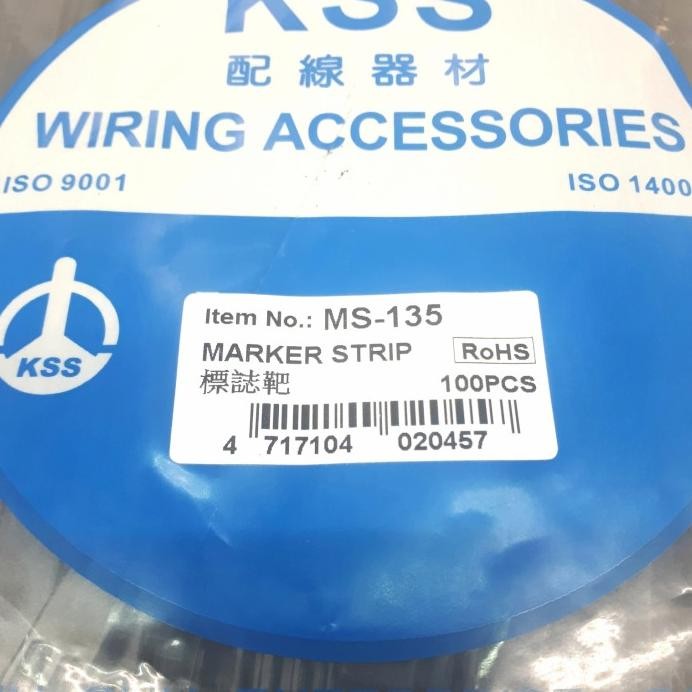 KSS
配線器材
WIRING ACCESSORIES
ISO 9001
ISO 1400
KSS
Item No.: MS-135
MARKER STRIP
RoHS
標誌靶
100PCS
4 717104 020457